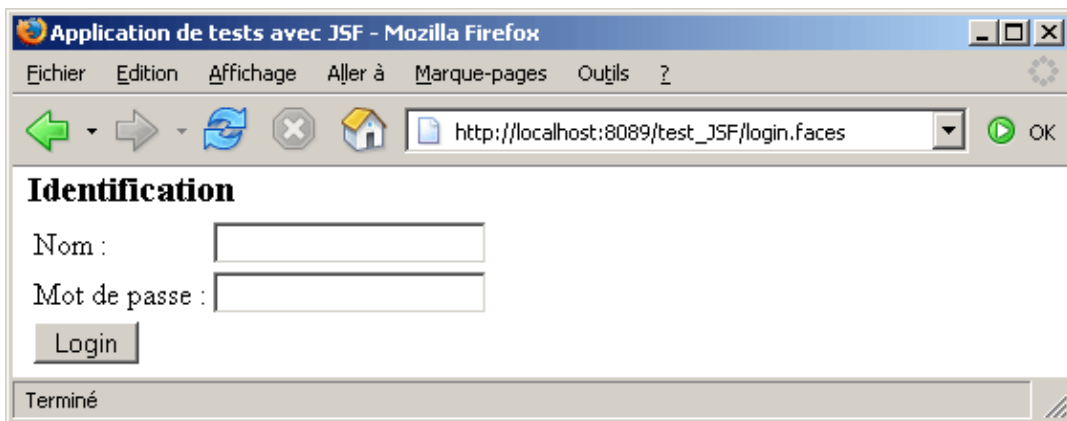 Application de tests avec JSF - Mozilla Firefox
Fichier Edition Affichage Aller à Marque-pages Outils ?
http://localhost:8089/test_JSF/login.faces OK
Identification
Nom :
Mot de passe :
Login
Terminé